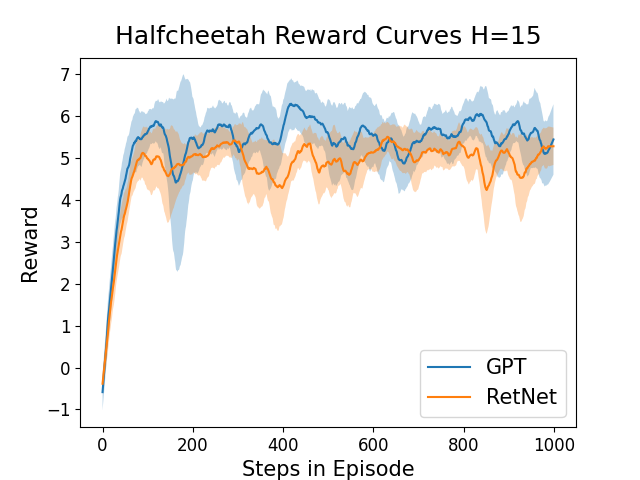 Halfcheetah Reward Curves H=15
7
6
5
4
3
2
1
0
−1
Reward
GPT
RetNet
0 200 400 600 800 1000
Steps in Episode